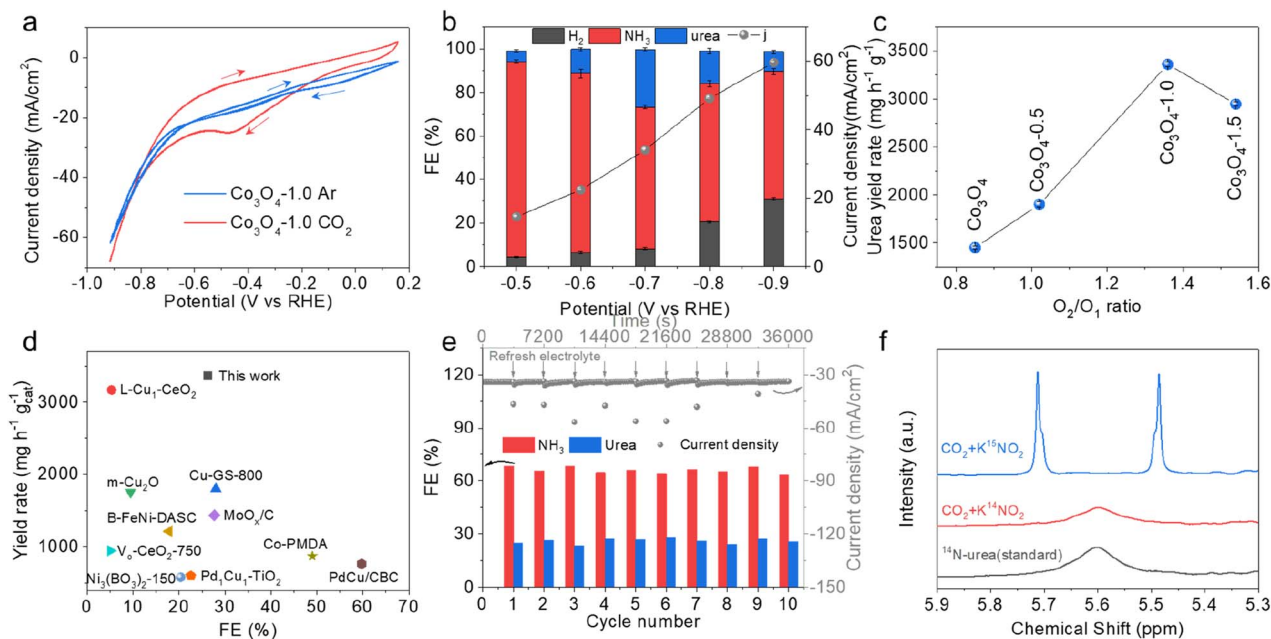 a
Current density (mA/cm²)
0
-20
-40
-60
Co₃O₄-1.0 Ar
Co₃O₄-1.0 CO₂
-1.0 -0.8 -0.6 -0.4 -0.2 0.0 0.2
Potential (V vs RHE)
b
H₂ NH₃ urea j
FE (%)
100
80
60
40
20
0
60
40
20
0
Current density(mA/cm²)
-0.5 -0.6 -0.7 -0.8 -0.9
Potential (V vs RHE)
c
Urea yield rate (mg h⁻¹ g⁻¹)
3500
3000
2500
2000
1500
Co₃O₄
Co₃O₄-0.5
Co₃O₄-1.0
Co₃O₄-1.5
0.8 1.0 1.2 1.4 1.6
O₂/O₁ ratio
d
Yield rate (mg h⁻¹ g⁻¹cat)
3000
2000
1000
This work
L-Cu₁-CeO₂
Cu-GS-800
m-Cu₂O
MoOₓ/C
B-FeNi-DASC
Vₒ-CeO₂-750
Co-PMDA
Ni₃(BO₃)₂-150
Pd₁Cu₁-TiO₂
PdCu/CBC
0 10 20 30 40 50 60 70
FE (%)
e
Time (s)
0 7200 14400 21600 28800 36000
Refresh electrolyte
FE (%)
120
90
60
30
0
NH₃ Urea Current density
-30
-60
-90
-120
-150
Current density (mA/cm²)
0 1 2 3 4 5 6 7 8 9 10
Cycle number
f
Intensity (a.u.)
CO₂+K¹⁵NO₂
CO₂+K¹⁴NO₂
¹⁴N-urea(standard)
5.9 5.8 5.7 5.6 5.5 5.4 5.3
Chemical Shift (ppm)